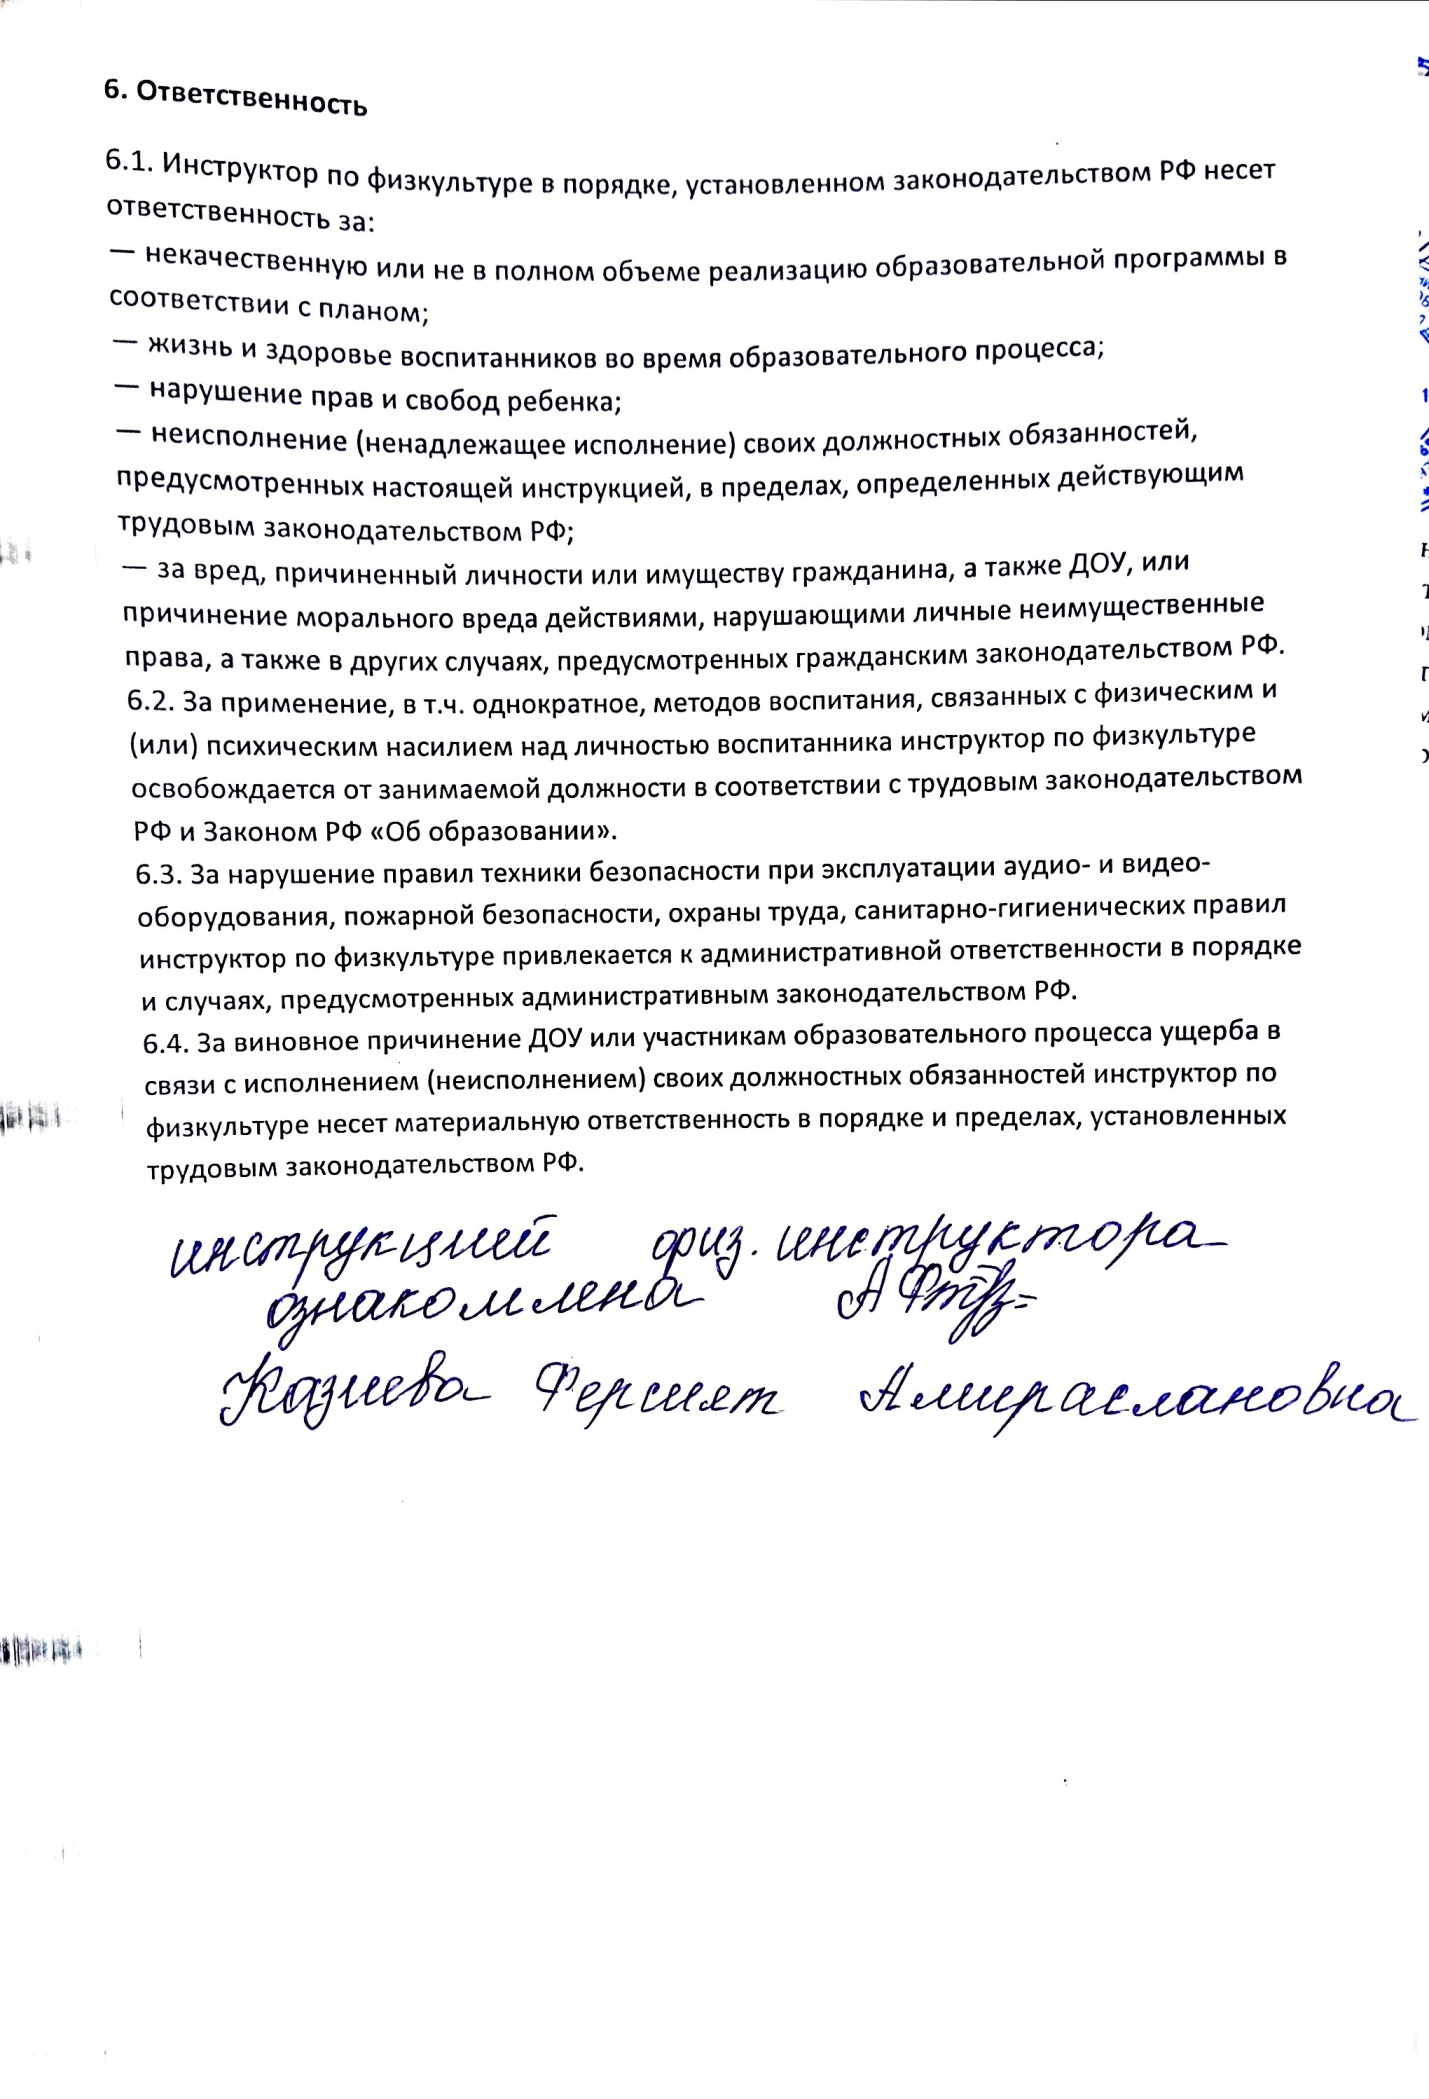 6. Ответственность
6.1. Инструктор по физкультуре в порядке, установленном законодательством РФ несет
ответственность за:
— некачественную или не в полном объеме реализацию образовательной программы в
соответствии с планом;
— жизнь и здоровье воспитанников во время образовательного процесса;
— нарушение прав и свобод ребенка;
— неисполнение (ненадлежащее исполнение) своих должностных обязанностей,
предусмотренных настоящей инструкцией, в пределах, определенных действующим
трудовым законодательством РФ;
— за вред, причиненный личности или имуществу гражданина, а также ДОУ, или
причинение морального вреда действиями, нарушающими личные неимущественные
права, а также в других случаях, предусмотренных гражданским законодательством РФ.
6.2. За применение, в т.ч. однократное, методов воспитания, связанных с физическим и
(или) психическим насилием над личностью воспитанника инструктор по физкультуре
освобождается от занимаемой должности в соответствии с трудовым законодательством
РФ и Законом РФ «Об образовании».
6.3. За нарушение правил техники безопасности при эксплуатации аудио- и видео-
оборудования, пожарной безопасности, охраны труда, санитарно-гигиенических правил
инструктор по физкультуре привлекается к административной ответственности в порядке
и случаях, предусмотренных административным законодательством РФ.
6.4. За виновное причинение ДОУ или участникам образовательного процесса ущерба в
связи с исполнением (неисполнением) своих должностных обязанностей инструктор по
физкультуре несет материальную ответственность в порядке и пределах, установленных
трудовым законодательством РФ.
инструкцией физ. инструктора
ознакомлена
Казиева Амираслановна